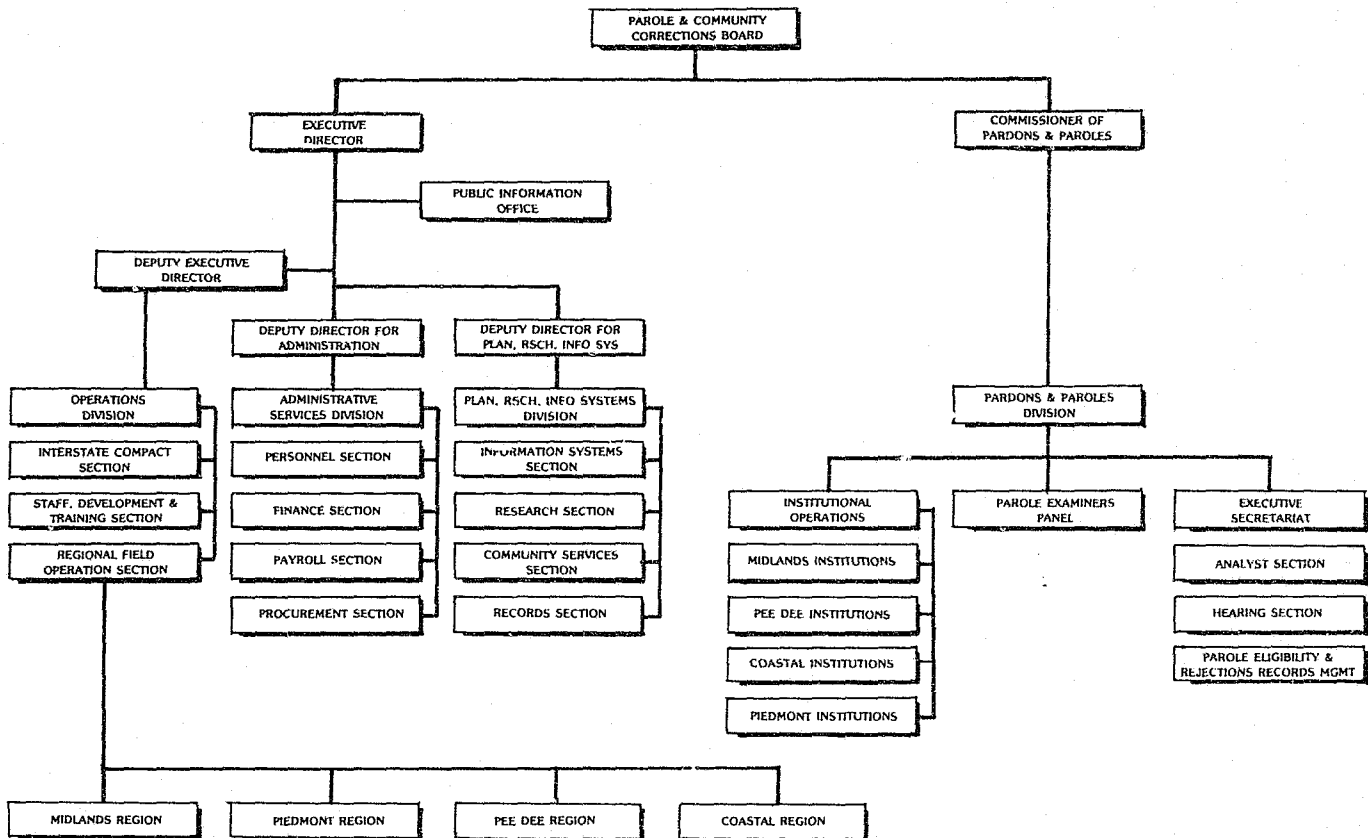 PAROLE & COMMUNITY
CORRECTIONS BOARD
EXECUTIVE
DIRECTOR
COMMISSIONER OF
PARDONS & PAROLES
PUBLIC INFORMATION
OFFICE
DEPUTY EXECUTIVE
DIRECTOR
DEPUTY DIRECTOR FOR
ADMINISTRATION
DEPUTY DIRECTOR FOR
PLAN, RSCH, INFO SYS
OPERATIONS
DIVISION
INTERSTATE COMPACT
SECTION
STAFF, DEVELOPMENT &
TRAINING SECTION
REGIONAL FIELD
OPERATION SECTION
ADMINISTRATIVE
SERVICES DIVISION
PERSONNEL SECTION
FINANCE SECTION
PAYROLL SECTION
PROCUREMENT SECTION
PLAN, RSCH, INFO SYSTEMS
DIVISION
INFORMATION SYSTEMS
SECTION
RESEARCH SECTION
COMMUNITY SERVICES
SECTION
RECORDS SECTION
PARDONS & PAROLES
DIVISION
INSTITUTIONAL
OPERATIONS
MIDLANDS INSTITUTIONS
PEE DEE INSTITUTIONS
COASTAL INSTITUTIONS
PIEDMONT INSTITUTIONS
PAROLE EXAMINERS
PANEL
EXECUTIVE
SECRETARIAT
ANALYST SECTION
HEARING SECTION
PAROLE ELIGIBILITY &
REJECTIONS RECORDS MGMT
MIDLANDS REGION
PIEDMONT REGION
PEE DEE REGION
COASTAL REGION